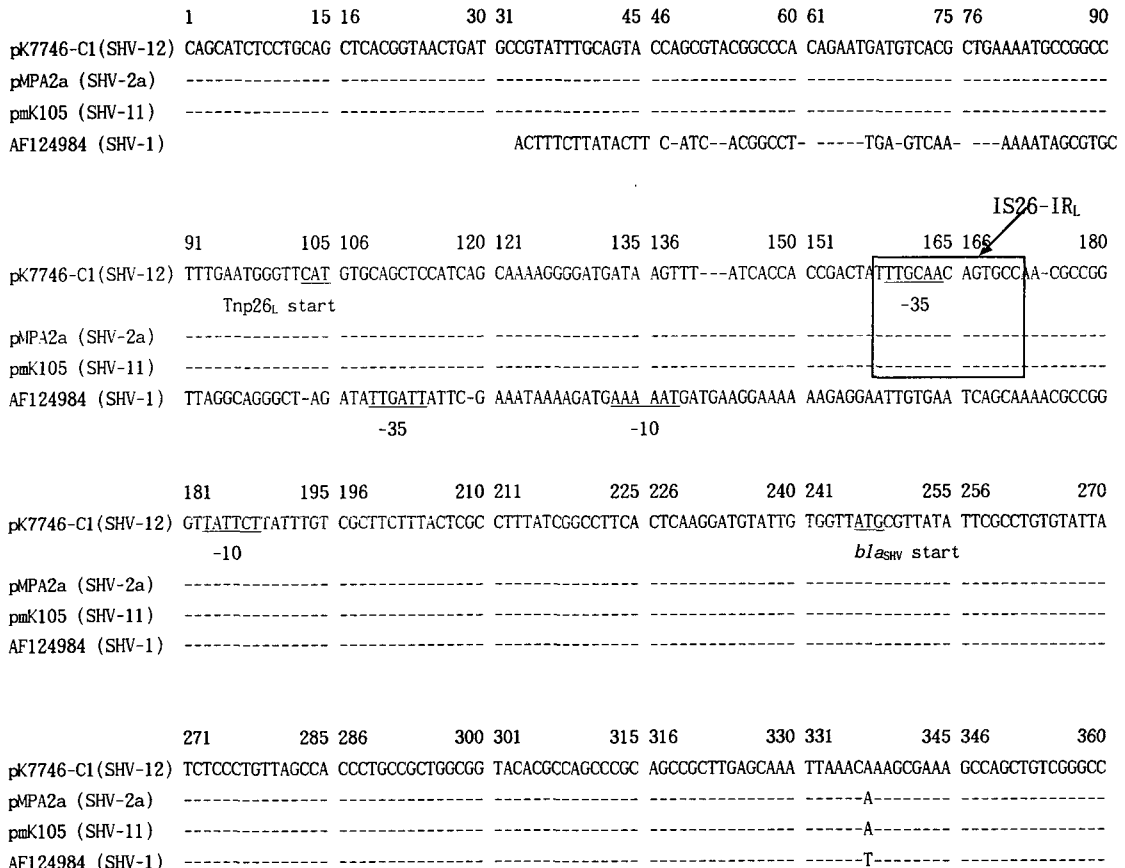 1 15 16 30 31 45 46 60 61 75 76 90
pK7746-C1(SHV-12) CAGCATCTCCTGCAG CTCACGGTAACTGAT GCCGTATTTGCAGTA CCAGCGTACGGCCCA CAGAATGATGTCACG CTGAAAATGCCGGCC
pMPA2a (SHV-2a) --------------- --------------- --------------- --------------- --------------- ---------------
pmK105 (SHV-11) --------------- --------------- --------------- --------------- --------------- ---------------
AF124984 (SHV-1) ACTTTCTTATACTT C-ATC--ACGGCCT- ------TGA-GTCAA- ---AAAATAGCGTGC
IS26-IRL
91 105 106 120 121 135 136 150 151 165 166 180
pK7746-C1(SHV-12) TTTGAATGGGTTCAT GTGCAGCTCCATCAG CAAAAGGGGATGATA AGTTT---ATCACCA CCGACTATTTGCAAC AGTGCCAA~CGCCGG
Tnp26L start -35
pMPA2a (SHV-2a) --------------- --------------- --------------- --------------- --------------- ---------------
pmK105 (SHV-11) --------------- --------------- --------------- --------------- --------------- ---------------
AF124984 (SHV-1) TTAGGCAGGGCT-AG ATATTGATTATTC-G AAATAAAAGATGAAA AATGATGAAGGAAAA AAGAGGAATTGTGAA TCAGCAAAACGCCGG
-35 -10
181 195 196 210 211 225 226 240 241 255 256 270
pK7746-C1(SHV-12) GTTATTCTTATTTGT CGCTTCTTTACTCGC CTTTATCGGCCTTCA CTCAAGGATGTATTG TGGTTATGCGTTATA TTCGCCTGTGTATTA
-10 blaSHV start
pMPA2a (SHV-2a) --------------- --------------- --------------- --------------- --------------- ---------------
pmK105 (SHV-11) --------------- --------------- --------------- --------------- --------------- ---------------
AF124984 (SHV-1) --------------- --------------- --------------- --------------- --------------- ---------------
271 285 286 300 301 315 316 330 331 345 346 360
pK7746-C1(SHV-12) TCTCCCTGTTAGCCA CCCTGCCGCTGGCGG TACACGCCAGCCCGC AGCCGCTTGAGCAAA TTAAACAAAGCGAAA GCCAGCTGTCGGGCC
pMPA2a (SHV-2a) --------------- --------------- --------------- --------------- ------A-------- ---------------
pmK105 (SHV-11) --------------- --------------- --------------- --------------- ------A-------- ---------------
AF124984 (SHV-1) --------------- --------------- --------------- --------------- ------T-------- ---------------